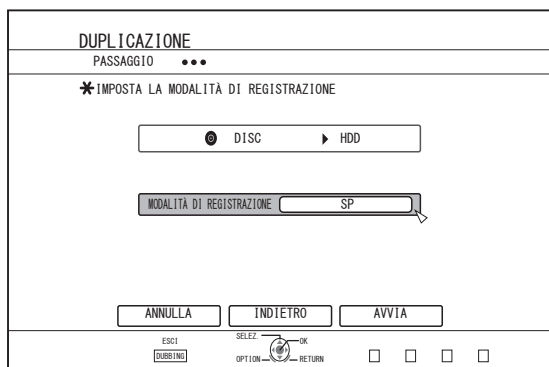 DUPLICAZIONE
PASSAGGIO
IMPOSTA LA MODALITÀ DI REGISTRAZIONE
DISC HDD
MODALITÀ DI REGISTRAZIONE SP
ANNULLA INDIETRO AVVIA
ESCI SELEZ. OK
DUBBING OPTION RETURN